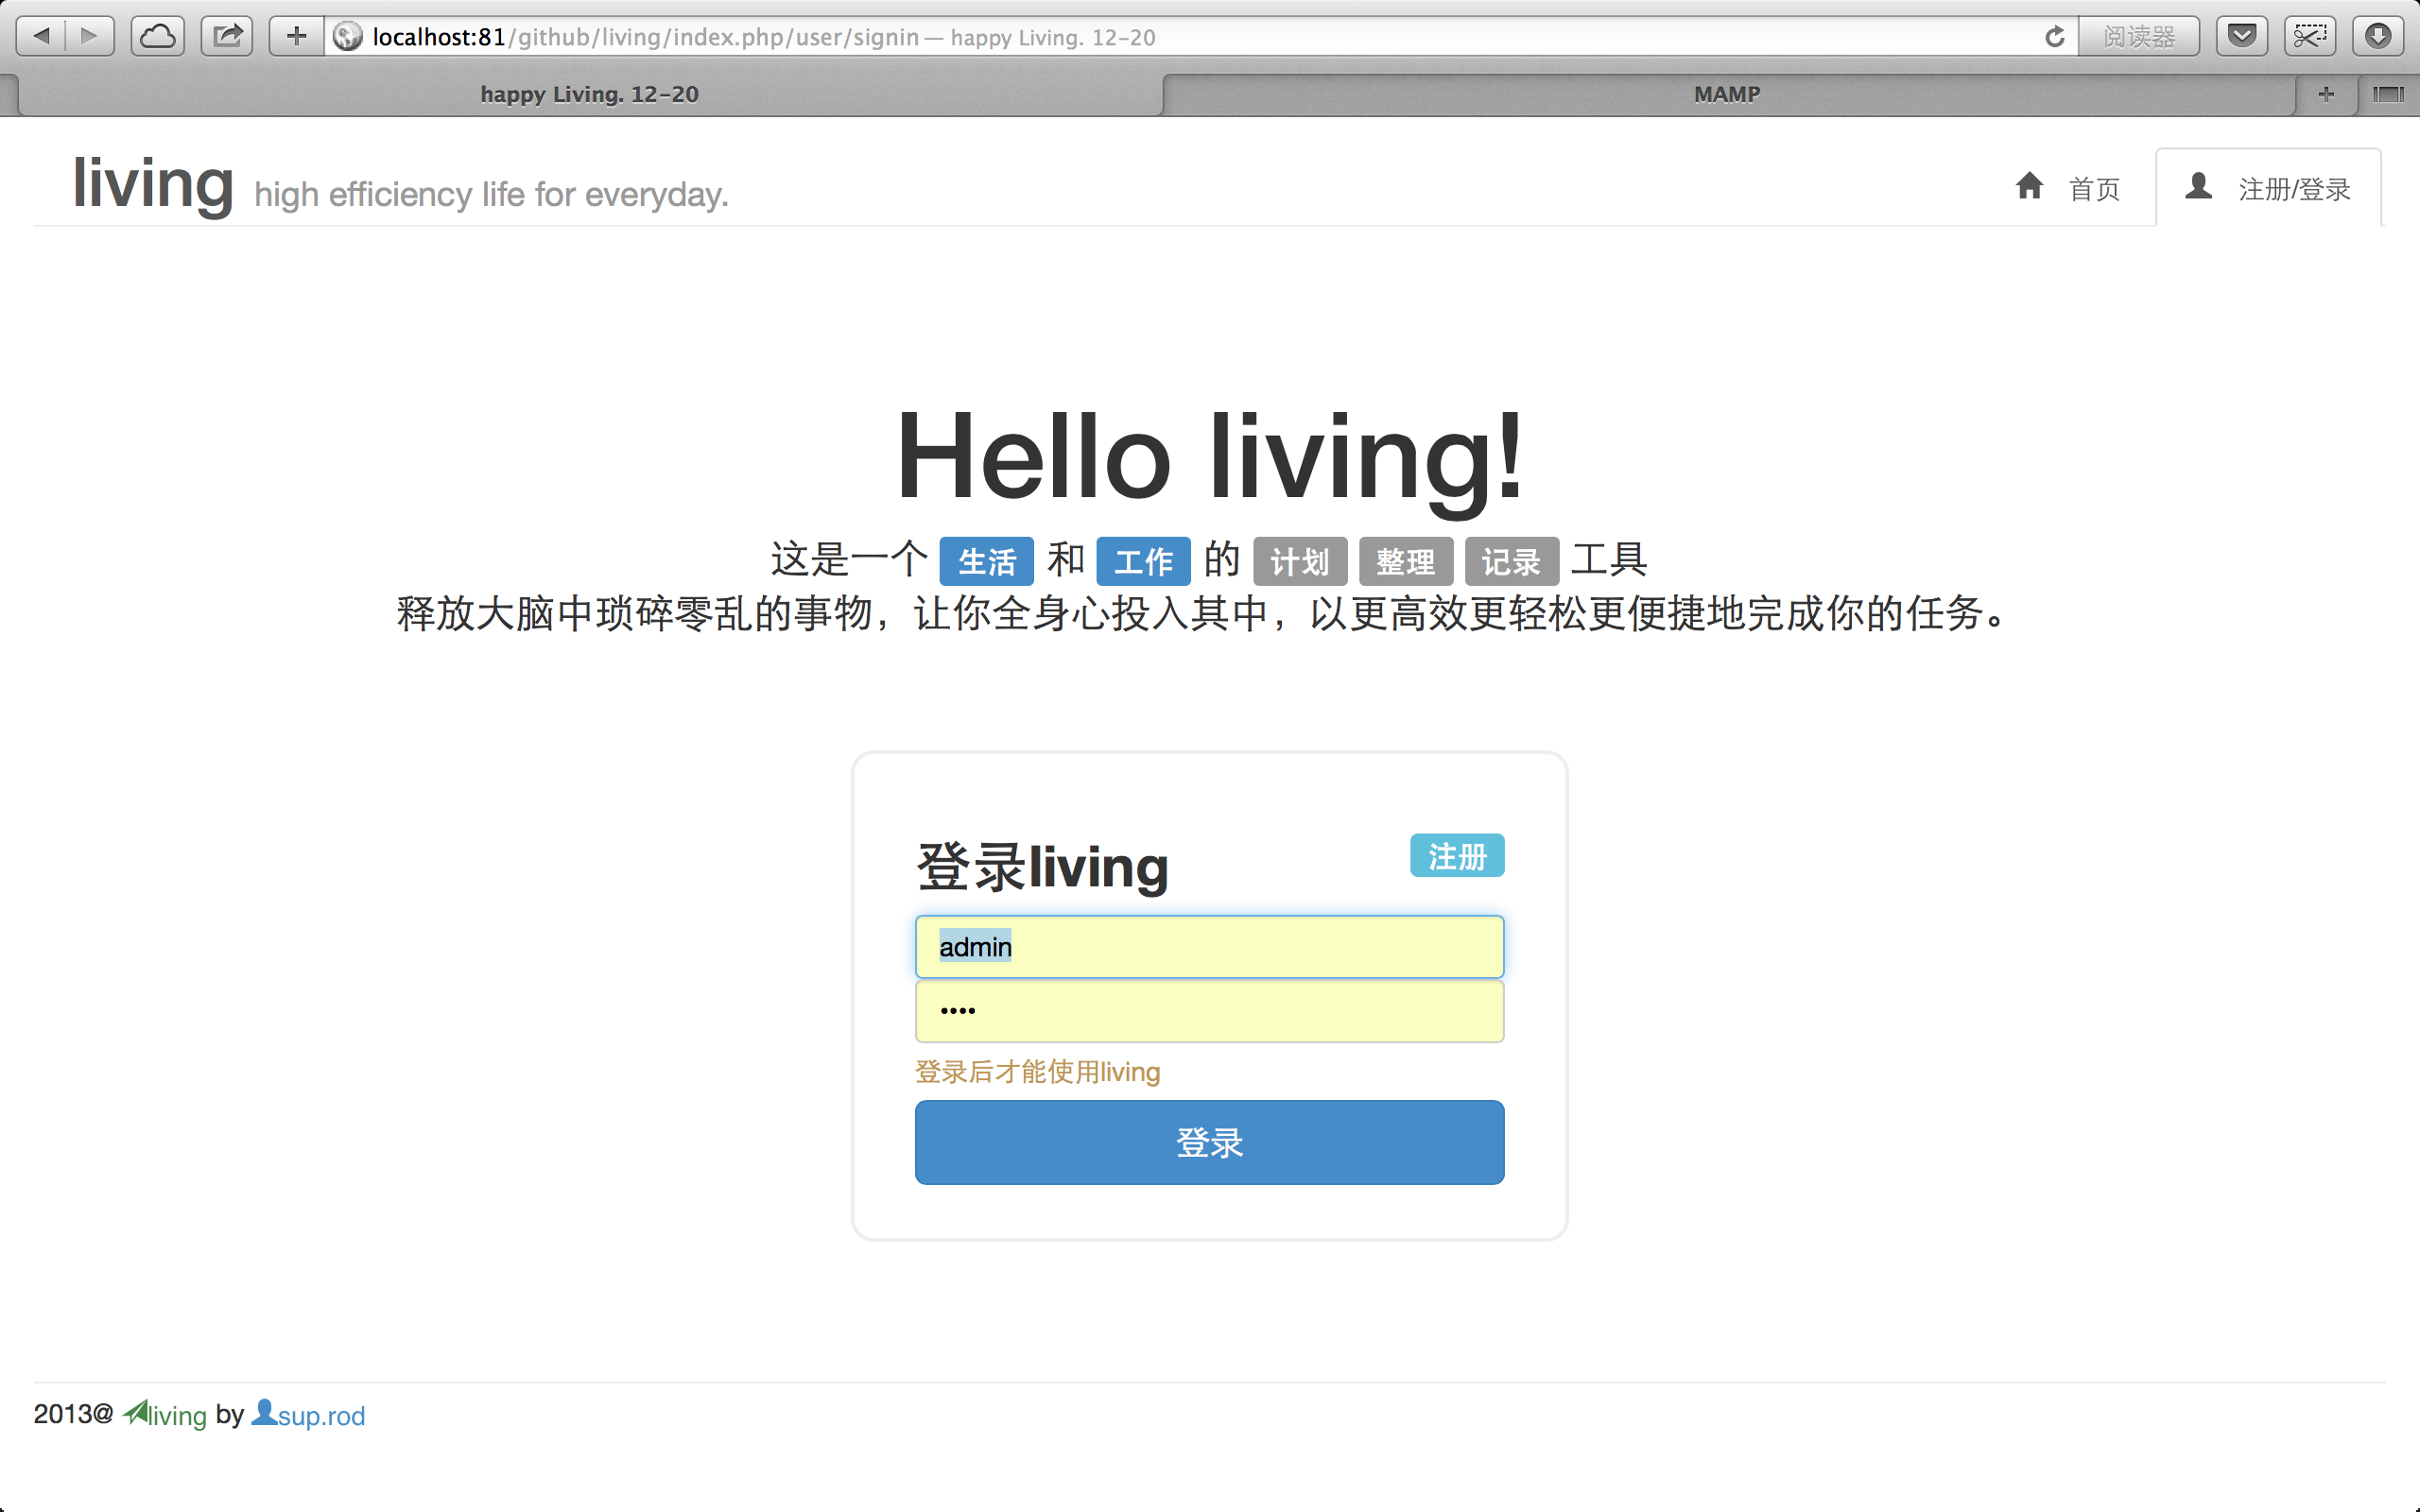 localhost:81/github/living/index.php/user/signin — happy Living. 12-20
阅读器
happy Living. 12-20
MAMP
living high efficiency life for everyday.
首页
注册/登录
Hello living!
这是一个 生活 和 工作 的 计划 整理 记录 工具
释放大脑中琐碎零乱的事物，让你全身心投入其中，以更高效更轻松更便捷地完成你的任务。
登录living
注册
admin
••••
登录后才能使用living
登录
2013@ living by sup.rod